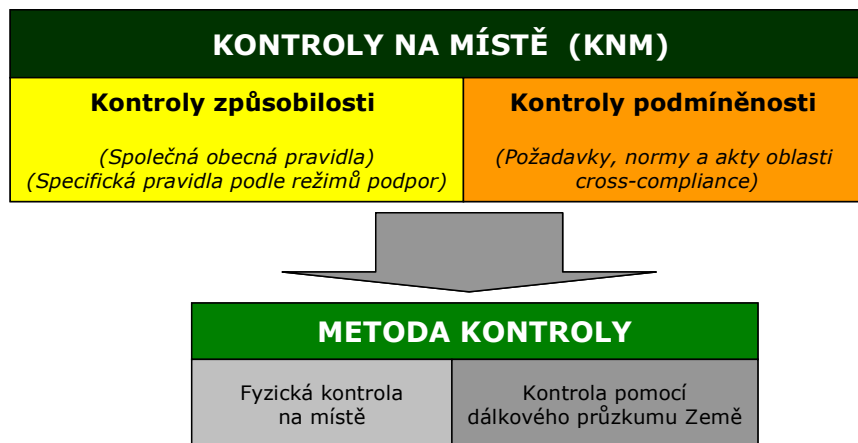 KONTROLY NA MÍSTĚ (KNM)
Kontroly způsobilosti
(Společná obecná pravidla)
(Specifická pravidla podle režimů podpor)
Kontroly podmíněnosti
(Požadavky, normy a akty oblasti
cross-compliance)
METODA KONTROLY
Fyzická kontrola
na místě
Kontrola pomocí
dálkového průzkumu Země